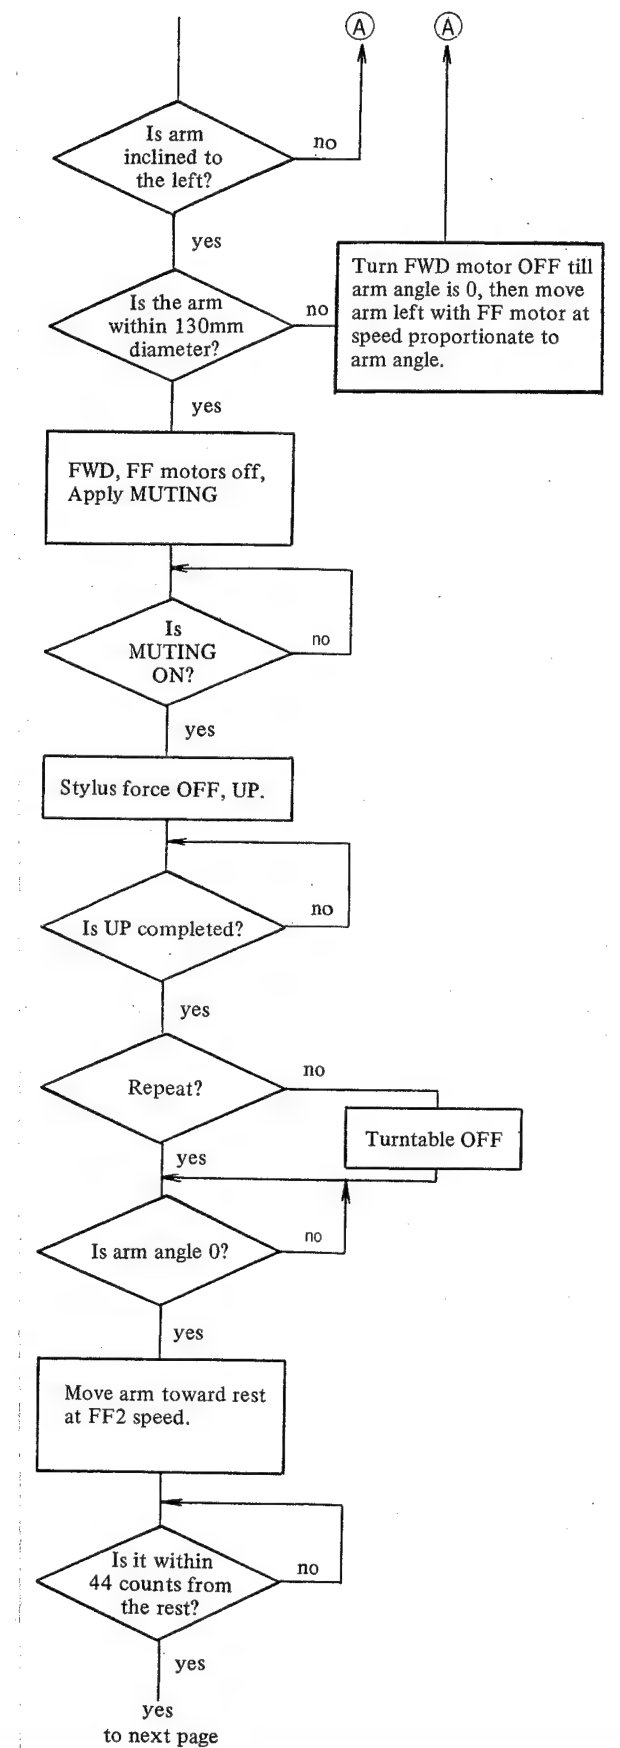 A
A
Is arm
inclined to
the left?
no
yes
Is the arm
within 130mm
diameter?
no
Turn FWD motor OFF till
arm angle is 0, then move
arm left with FF motor at
speed proportionate to
arm angle.
yes
FWD, FF motors off,
Apply MUTING
Is
MUTING
ON?
no
yes
Stylus force OFF, UP.
Is UP completed?
no
yes
Repeat?
no
Turntable OFF
yes
Is arm angle 0?
no
yes
Move arm toward rest
at FF2 speed.
Is it within
44 counts from
the rest?
no
yes
yes
to next page